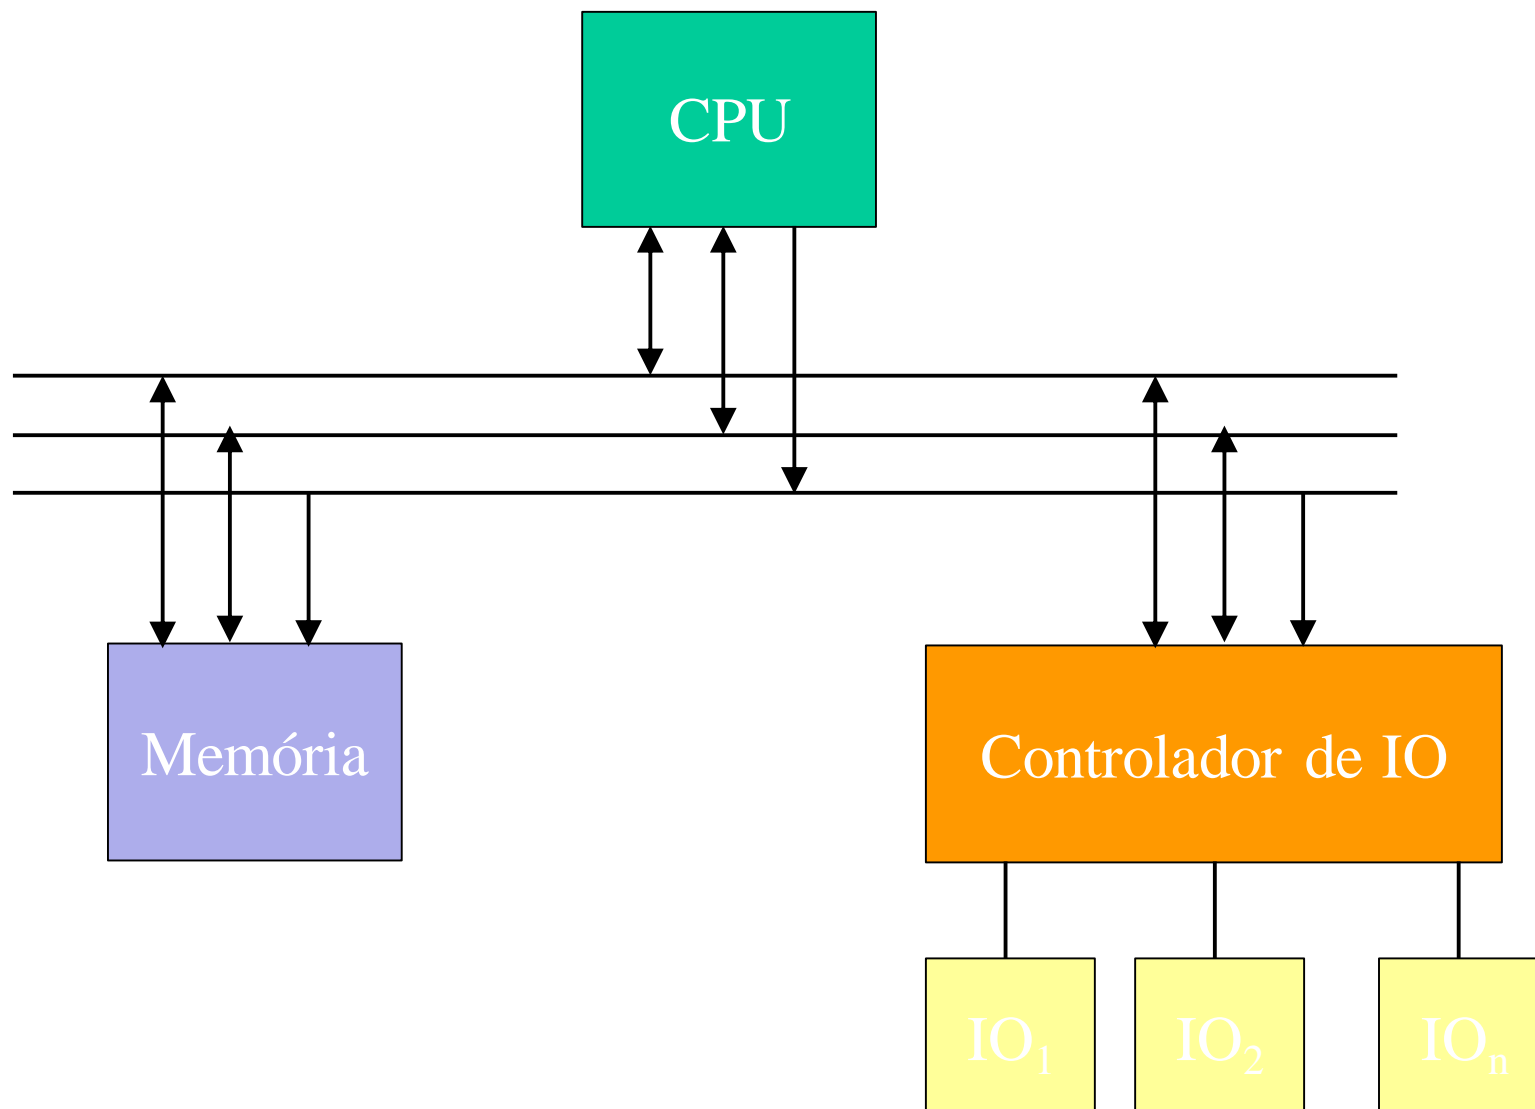 CPU
Memória
Controlador de IO
IO₁
IO₂
IOₙ